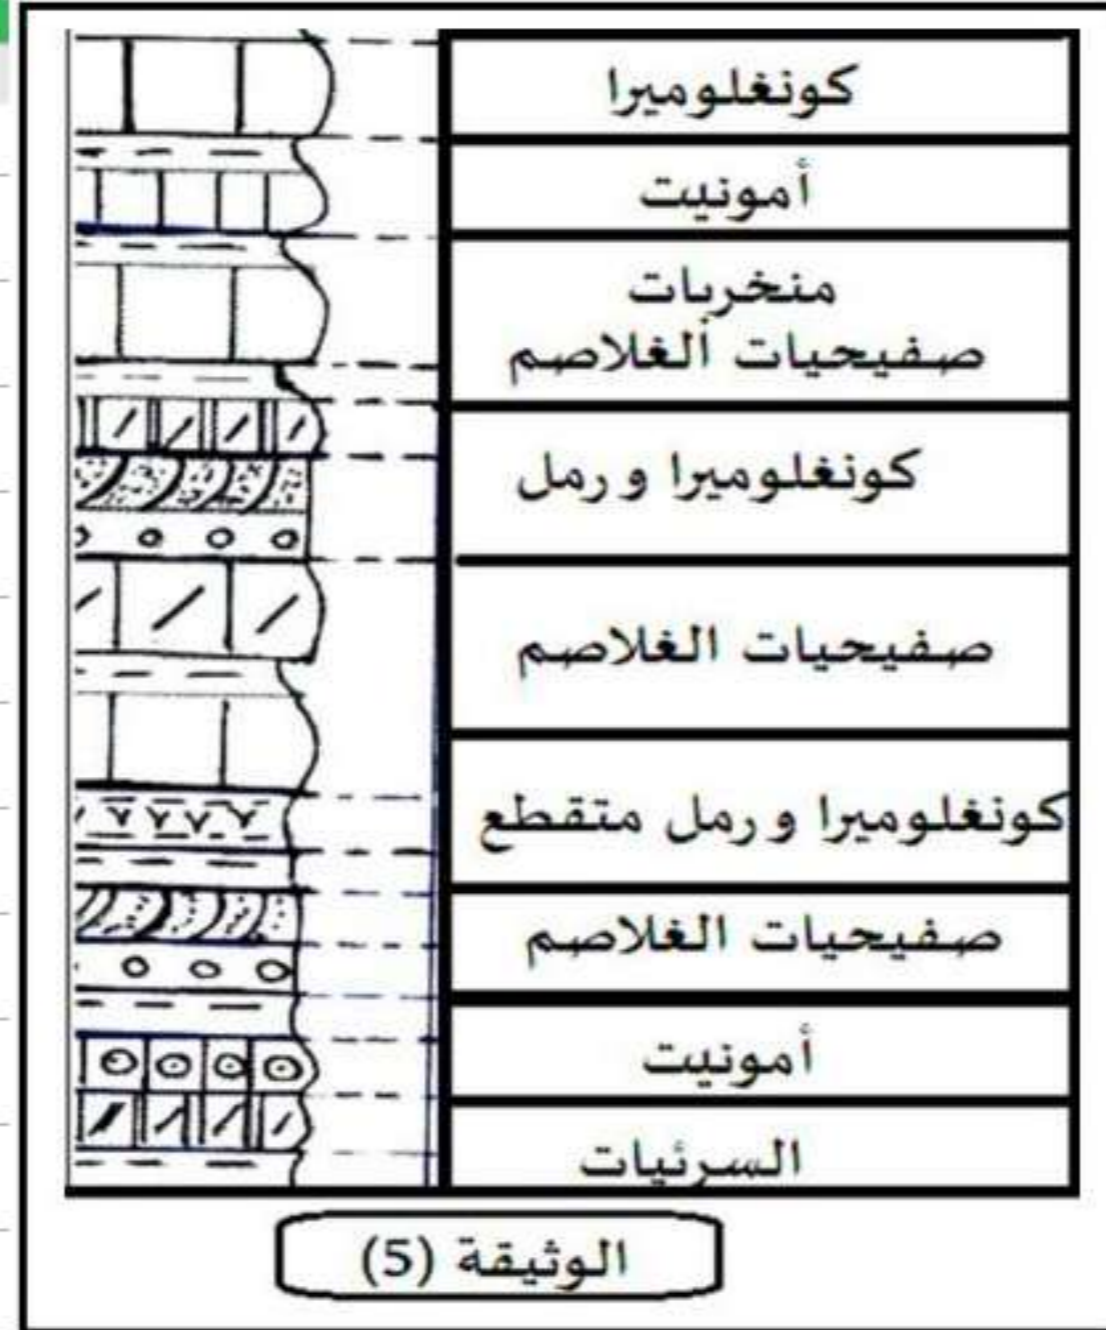 كونغلوميرا
أمونيت
منخربات
صفيحيات الغلاصم
كونغلوميرا و رمل
صفيحيات الغلاصم
كونغلوميرا و رمل متقطع
صفيحيات الغلاصم
أمونيت
السرئيات
الوثيقة (5)